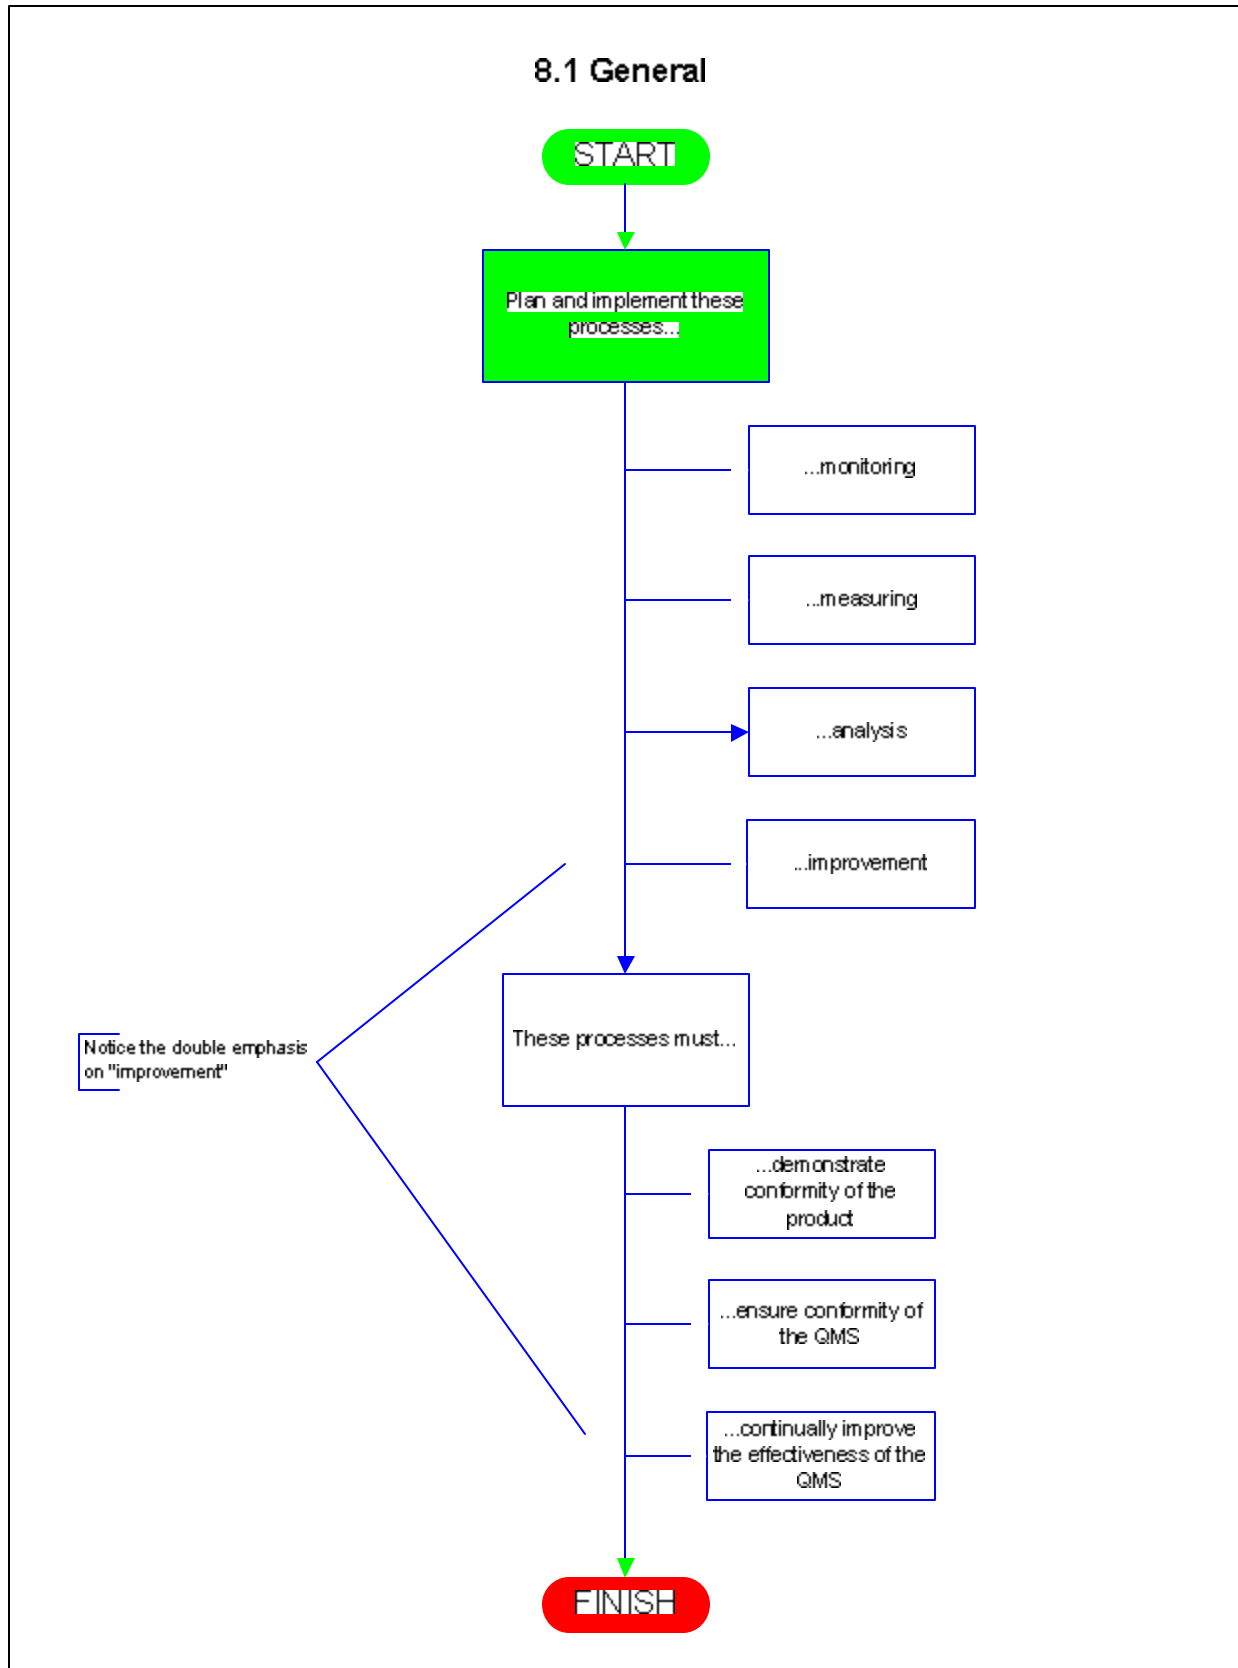 8.1 General
START
Plan and implement these
processes...
...monitoring
...measuring
...analysis
...improvement
These processes must...
Notice the double emphasis
on "improvement"
...demonstrate
conformity of the
product
...ensure conformity of
the QMS
...continually improve
the effectiveness of the
QMS
FINISH